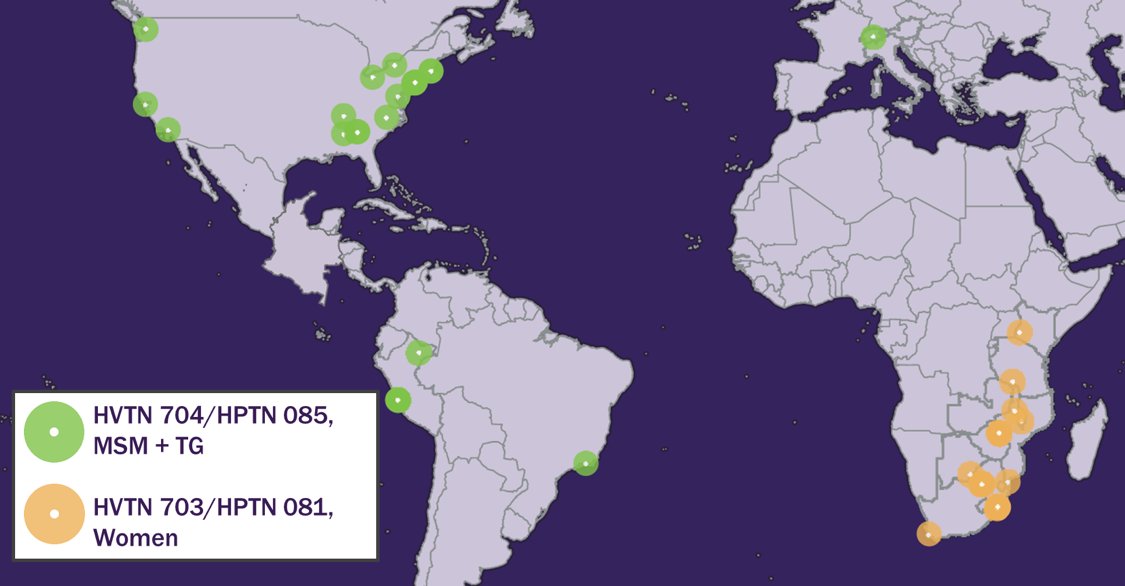 HVTN 704/HPTN 085,
MSM + TG
HVTN 703/HPTN 081,
Women